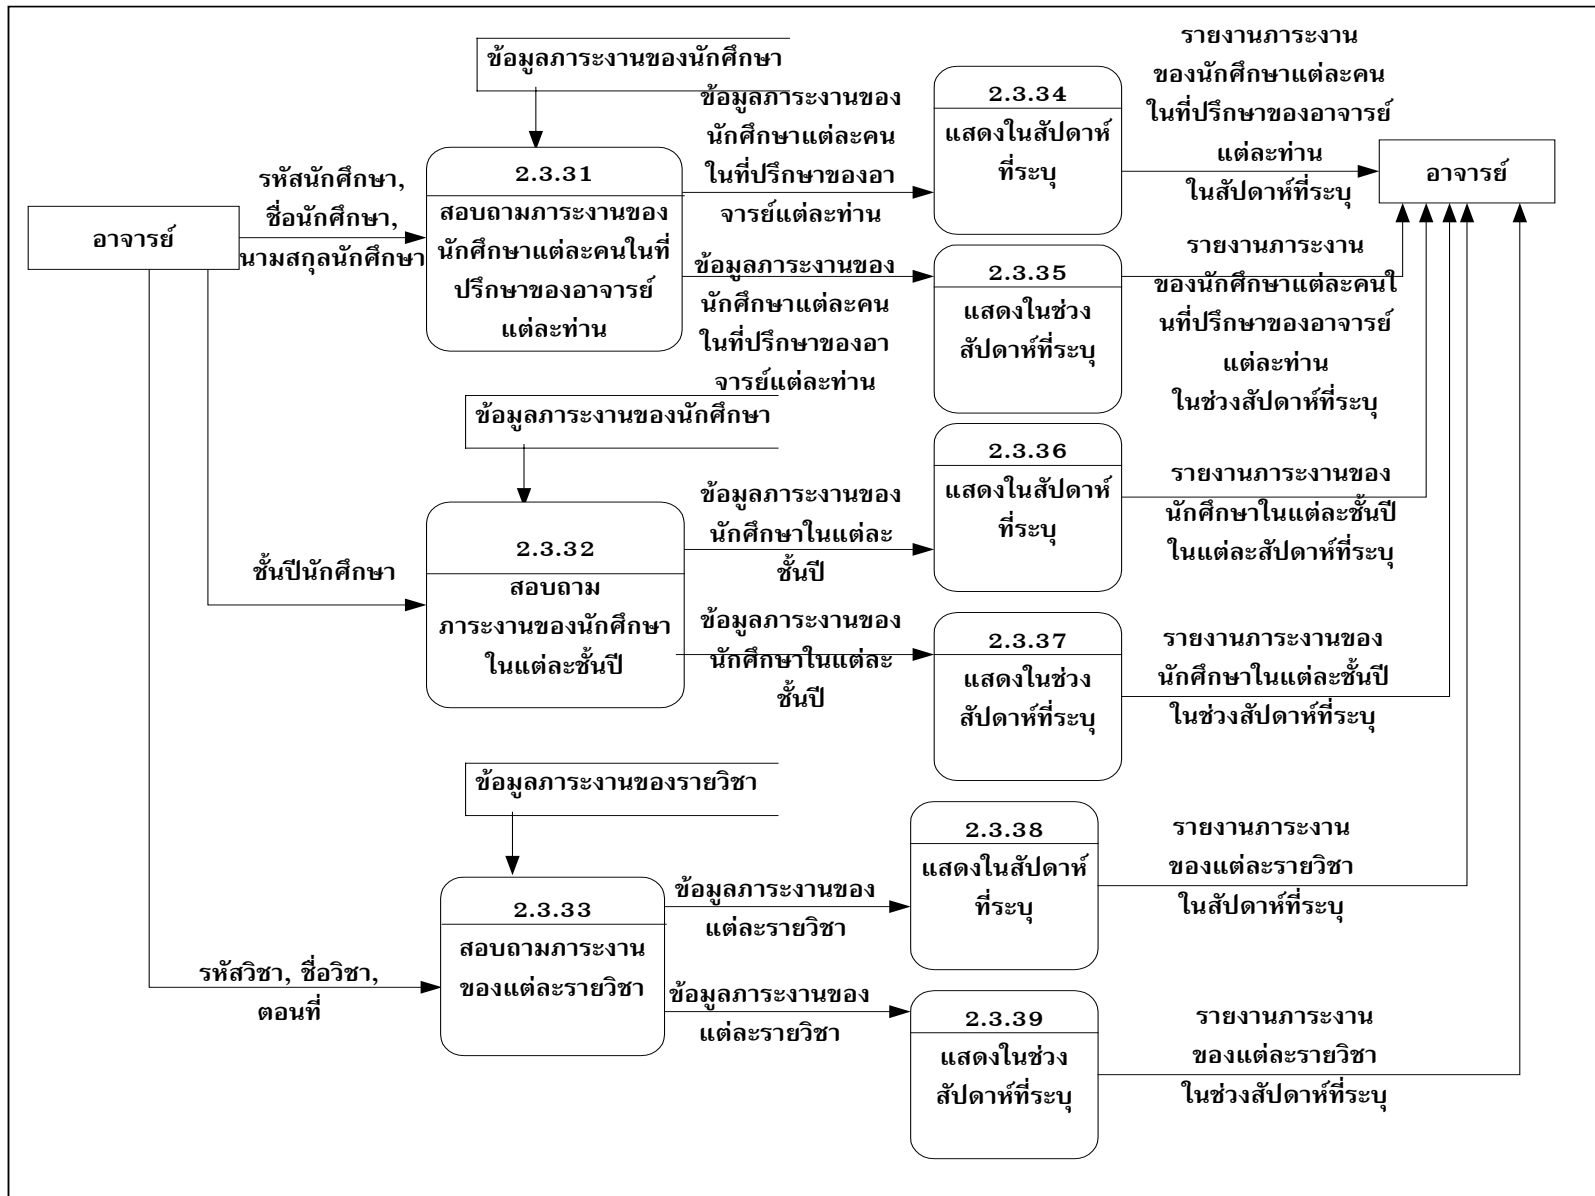 ข้อมูลภาระงานของนักศึกษา
รหัสนักศึกษา,
ชื่อนักศึกษา,
นามสกุลนักศึกษา
อาจารย์
2.3.31
สอบถามภาระงานของ
นักศึกษาแต่ละคนในที่
ปรึกษาของอาจารย์
แต่ละท่าน
ข้อมูลภาระงานของ
นักศึกษาแต่ละคน
ในที่ปรึกษาของอา
จารย์แต่ละท่าน
2.3.34
แสดงในสัปดาห์
ที่ระบุ
รายงานภาระงาน
ของนักศึกษาแต่ละคน
ในที่ปรึกษาของอาจารย์
แต่ละท่าน
ในสัปดาห์ที่ระบุ
อาจารย์
ข้อมูลภาระงานของ
นักศึกษาแต่ละคน
ในที่ปรึกษาของอา
จารย์แต่ละท่าน
2.3.35
แสดงในช่วง
สัปดาห์ที่ระบุ
รายงานภาระงาน
ของนักศึกษาแต่ละคนใ
นที่ปรึกษาของอาจารย์
แต่ละท่าน
ในช่วงสัปดาห์ที่ระบุ
ข้อมูลภาระงานของนักศึกษา
ชั้นปีนักศึกษา
2.3.32
สอบถาม
ภาระงานของนักศึกษา
ในแต่ละชั้นปี
ข้อมูลภาระงานของ
นักศึกษาในแต่ละ
ชั้นปี
2.3.36
แสดงในสัปดาห์
ที่ระบุ
รายงานภาระงานของ
นักศึกษาในแต่ละชั้นปี
ในแต่ละสัปดาห์ที่ระบุ
ข้อมูลภาระงานของ
นักศึกษาในแต่ละ
ชั้นปี
2.3.37
แสดงในช่วง
สัปดาห์ที่ระบุ
รายงานภาระงานของ
นักศึกษาในแต่ละชั้นปี
ในช่วงสัปดาห์ที่ระบุ
ข้อมูลภาระงานของรายวิชา
รหัสวิชา, ชื่อวิชา,
ตอนที่
2.3.33
สอบถามภาระงาน
ของแต่ละรายวิชา
ข้อมูลภาระงานของ
แต่ละรายวิชา
2.3.38
แสดงในสัปดาห์
ที่ระบุ
รายงานภาระงาน
ของแต่ละรายวิชา
ในสัปดาห์ที่ระบุ
ข้อมูลภาระงานของ
แต่ละรายวิชา
2.3.39
แสดงในช่วง
สัปดาห์ที่ระบุ
รายงานภาระงาน
ของแต่ละรายวิชา
ในช่วงสัปดาห์ที่ระบุ